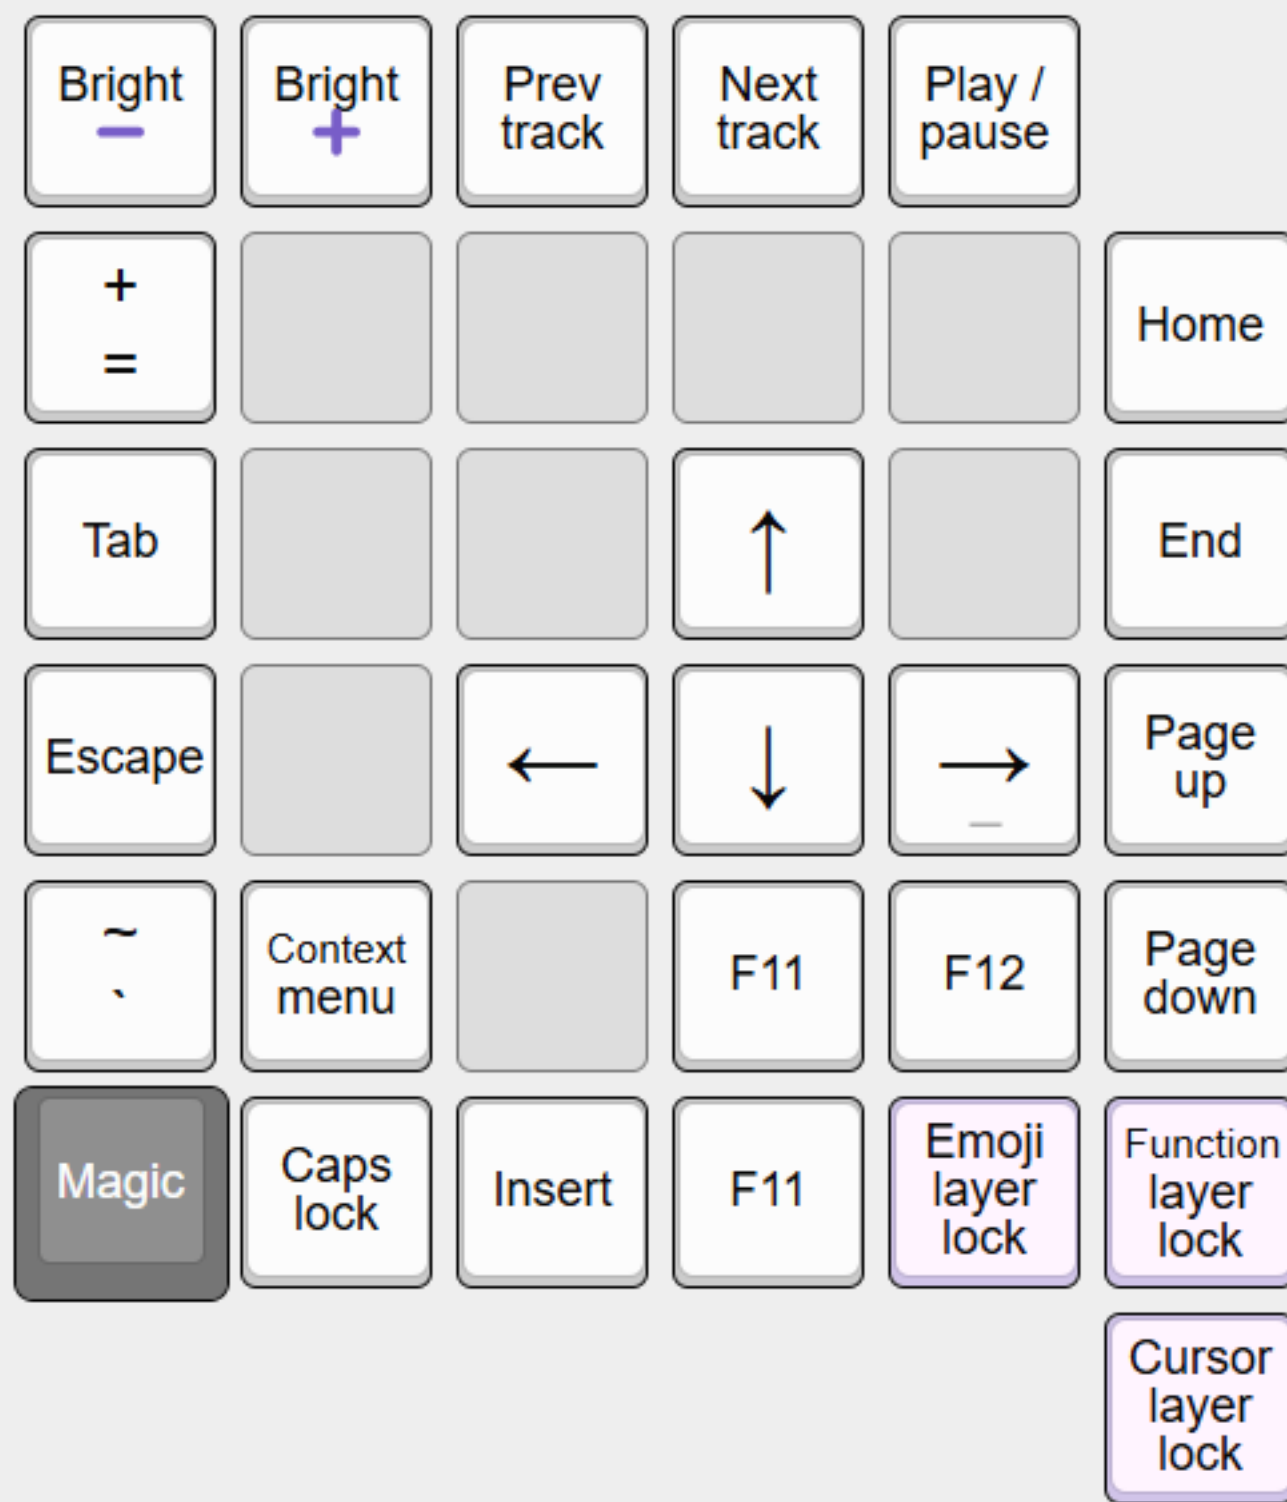 Bright Bright Prev Next Play /
− + track track pause
+
= Home
Tab ↑ End
Escape ← ↓ → Page
_ up
~ Context F11 F12 Page
` menu down
Magic Caps Insert F11 Emoji Function
lock layer layer
lock lock
Cursor
layer
lock